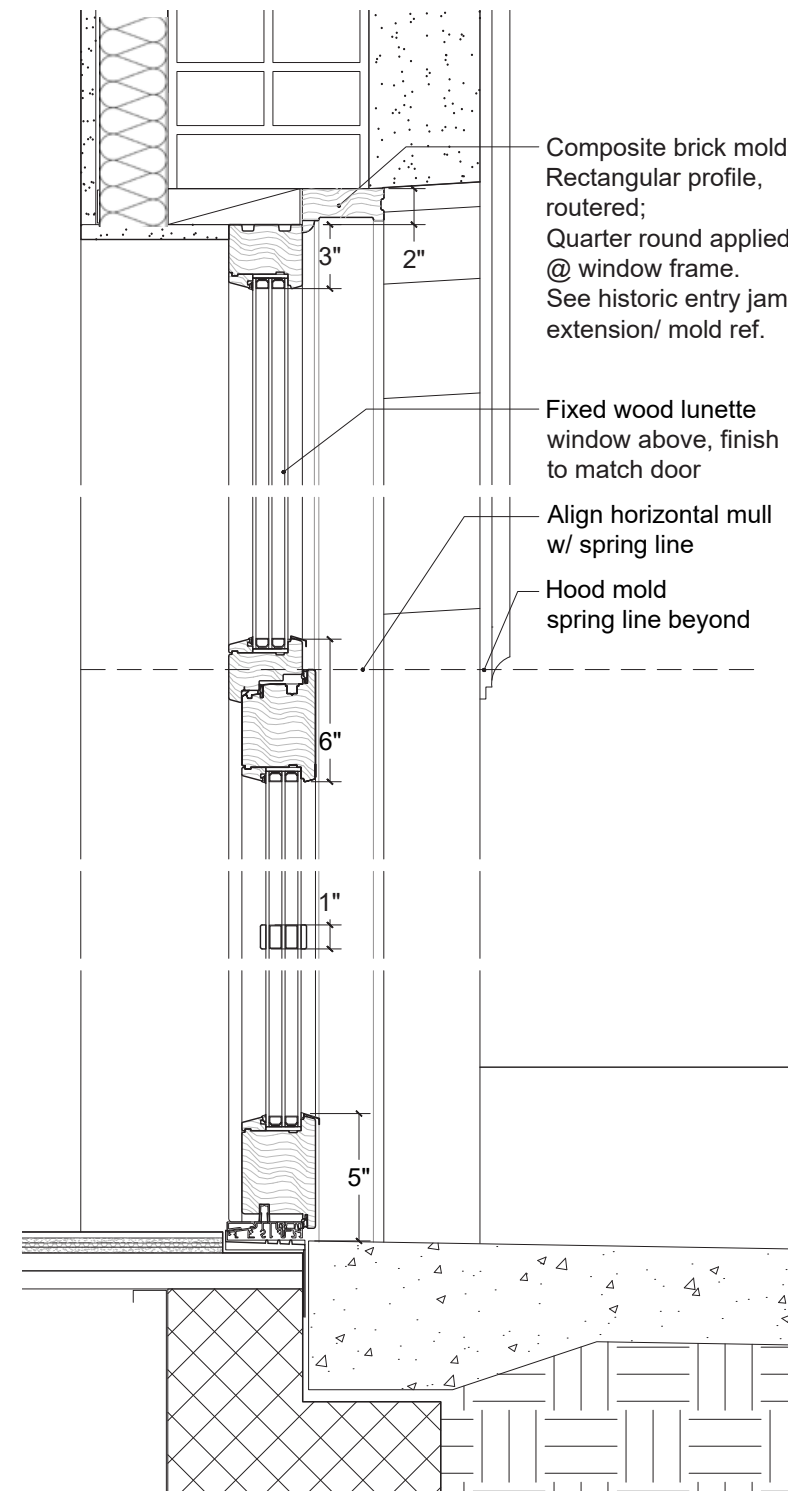 Composite brick mold
Rectangular profile,
routered;
Quarter round applied
@ window frame.
See historic entry jam
extension/ mold ref.
3"
2"
Fixed wood lunette
window above, finish
to match door
Align horizontal mull
w/ spring line
Hood mold
spring line beyond
6"
1"
5"